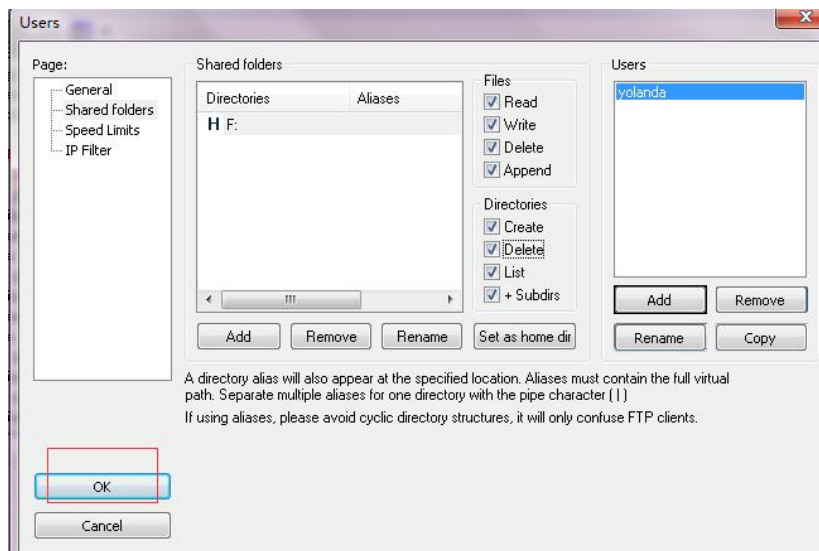 Users
Page:
General
Shared folders
Speed Limits
IP Filter
OK
Cancel
Shared folders
Directories Aliases
H F:
Add Remove Rename Set as home dir
Files
Read
Write
Delete
Append
Directories
Create
Delete
List
+ Subdirs
Users
yolanda
Add Remove
Rename Copy
A directory alias will also appear at the specified location. Aliases must contain the full virtual
path. Separate multiple aliases for one directory with the pipe character ( | )
If using aliases, please avoid cyclic directory structures, it will only confuse FTP clients.